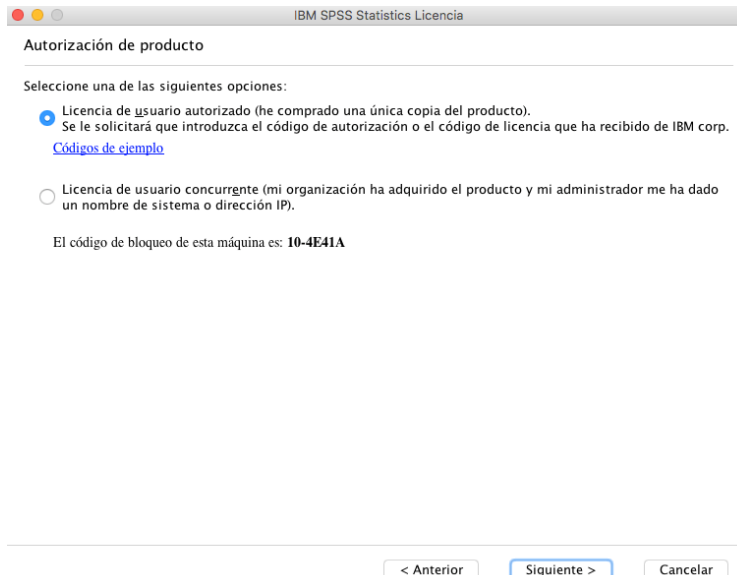 IBM SPSS Statistics Licencia
Autorización de producto
Seleccione una de las siguientes opciones:
Licencia de usuario autorizado (he comprado una única copia del producto).
Se le solicitará que introduzca el código de autorización o el código de licencia que ha recibido de IBM corp.
Códigos de ejemplo
Licencia de usuario concurrente (mi organización ha adquirido el producto y mi administrador me ha dado
un nombre de sistema o dirección IP).
El código de bloqueo de esta máquina es: 10-4E41A
< Anterior
Siguiente >
Cancelar